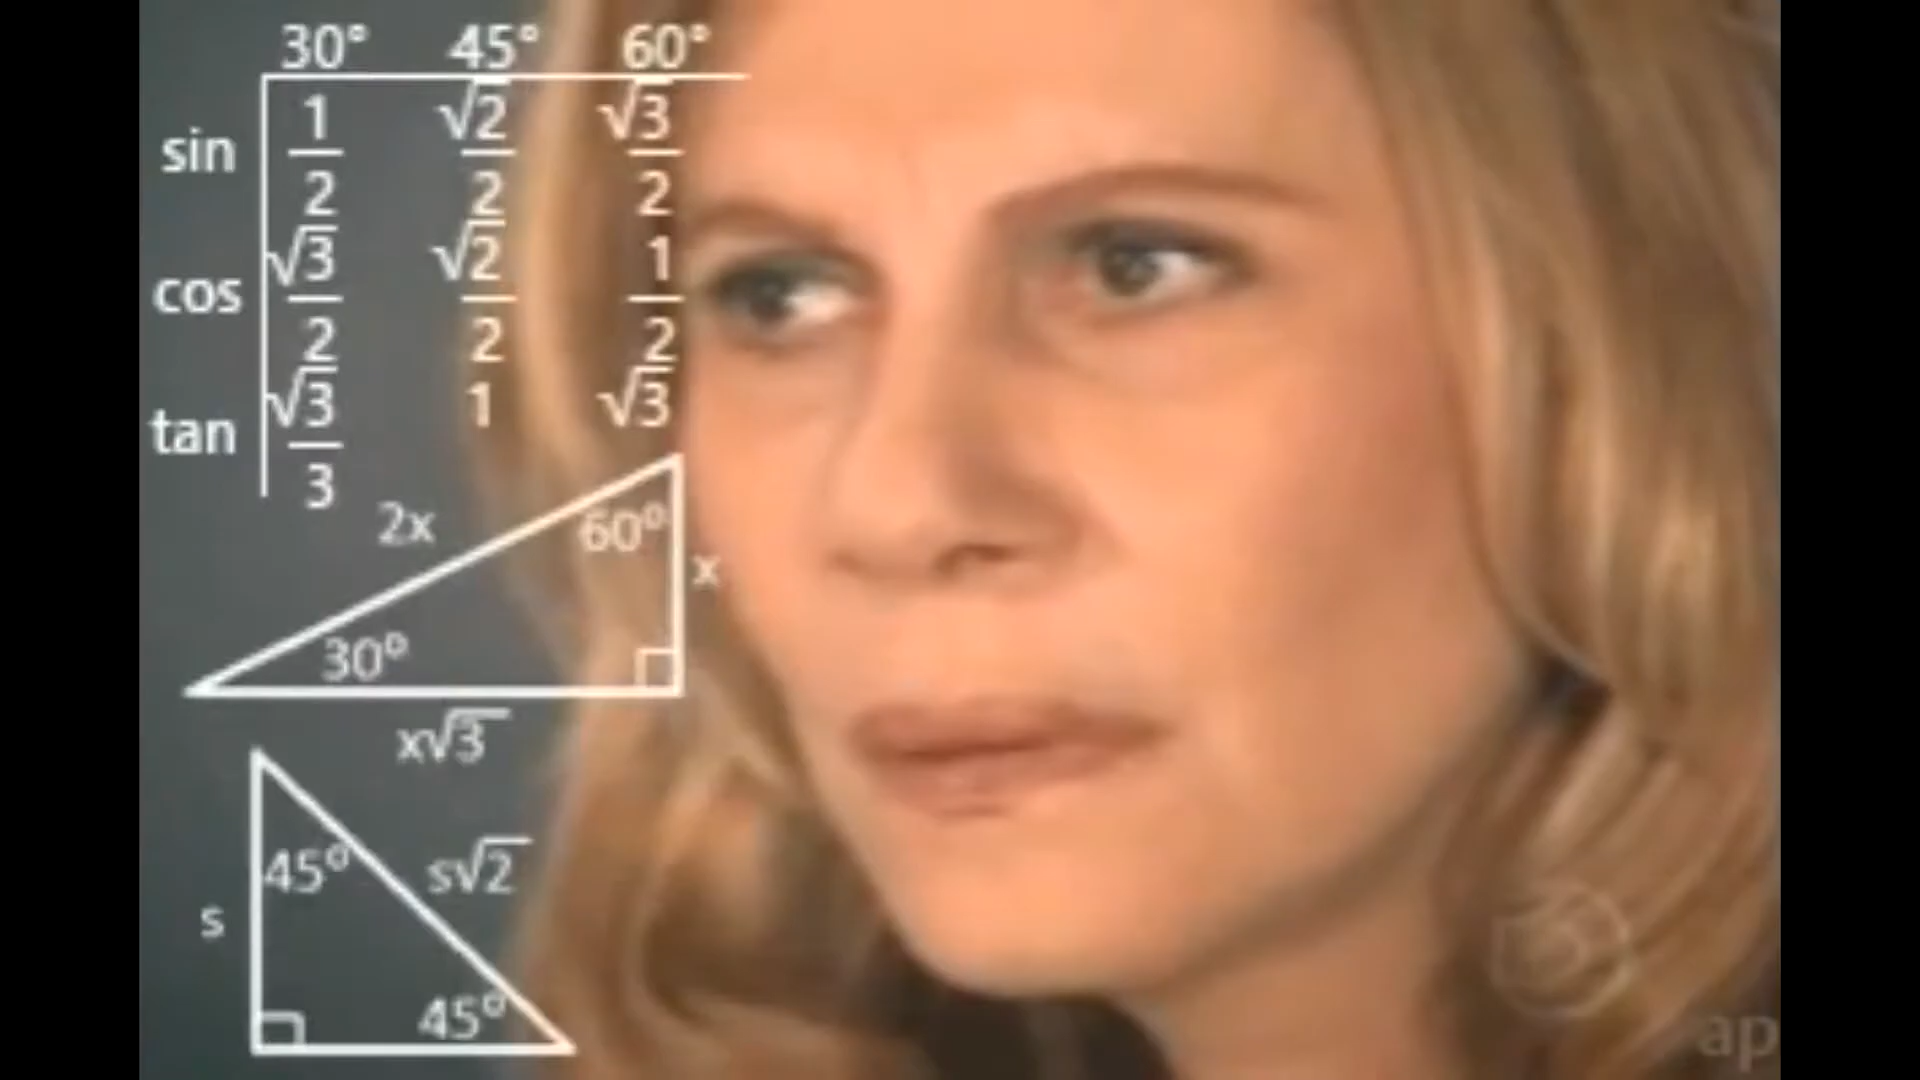 30° 45° 60°
sin 1/2 √2/2 √3/2
cos √3/2 √2/2 1/2
tan √3/3 1 √3
2x
60°
x
30°
x√3
45°
s√2
s
45°
ap